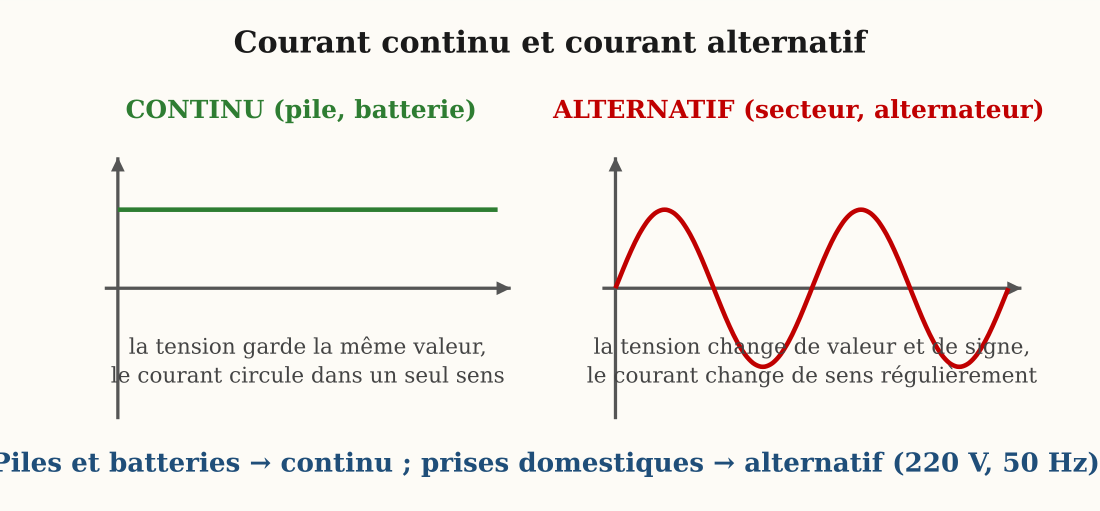 Courant continu et courant alternatif
CONTINU (pile, batterie)
ALTERNATIF (secteur, alternateur)
la tension garde la même valeur,
le courant circule dans un seul sens
la tension change de valeur et de signe,
le courant change de sens régulièrement
Piles et batteries → continu ; prises domestiques → alternatif (220 V, 50 Hz)